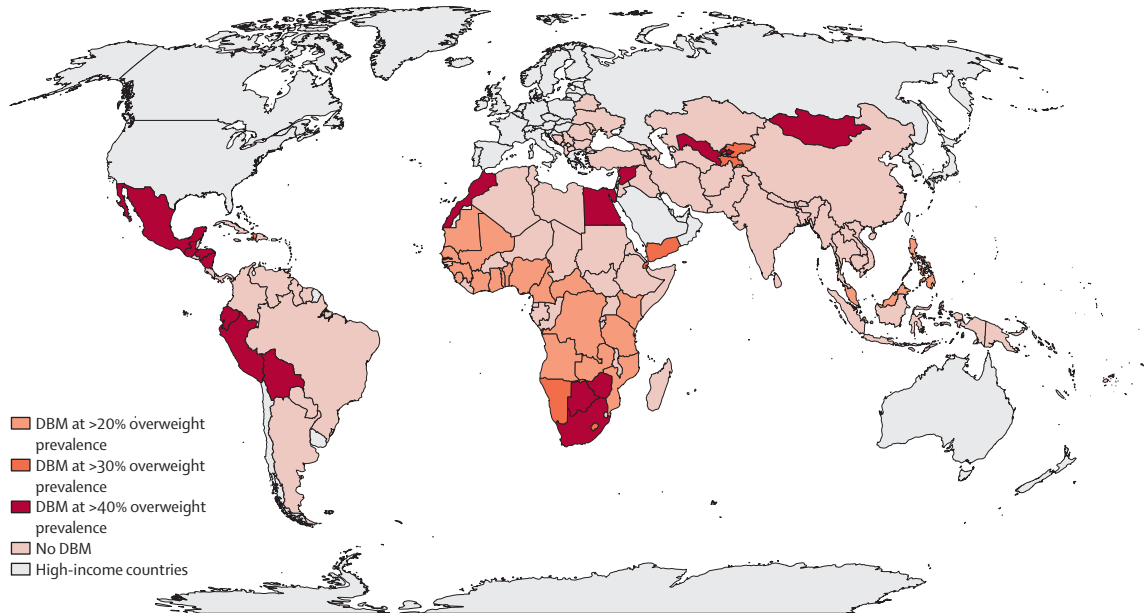 DBM at >20% overweight
prevalence
DBM at >30% overweight
prevalence
DBM at >40% overweight
prevalence
No DBM
High-income countries